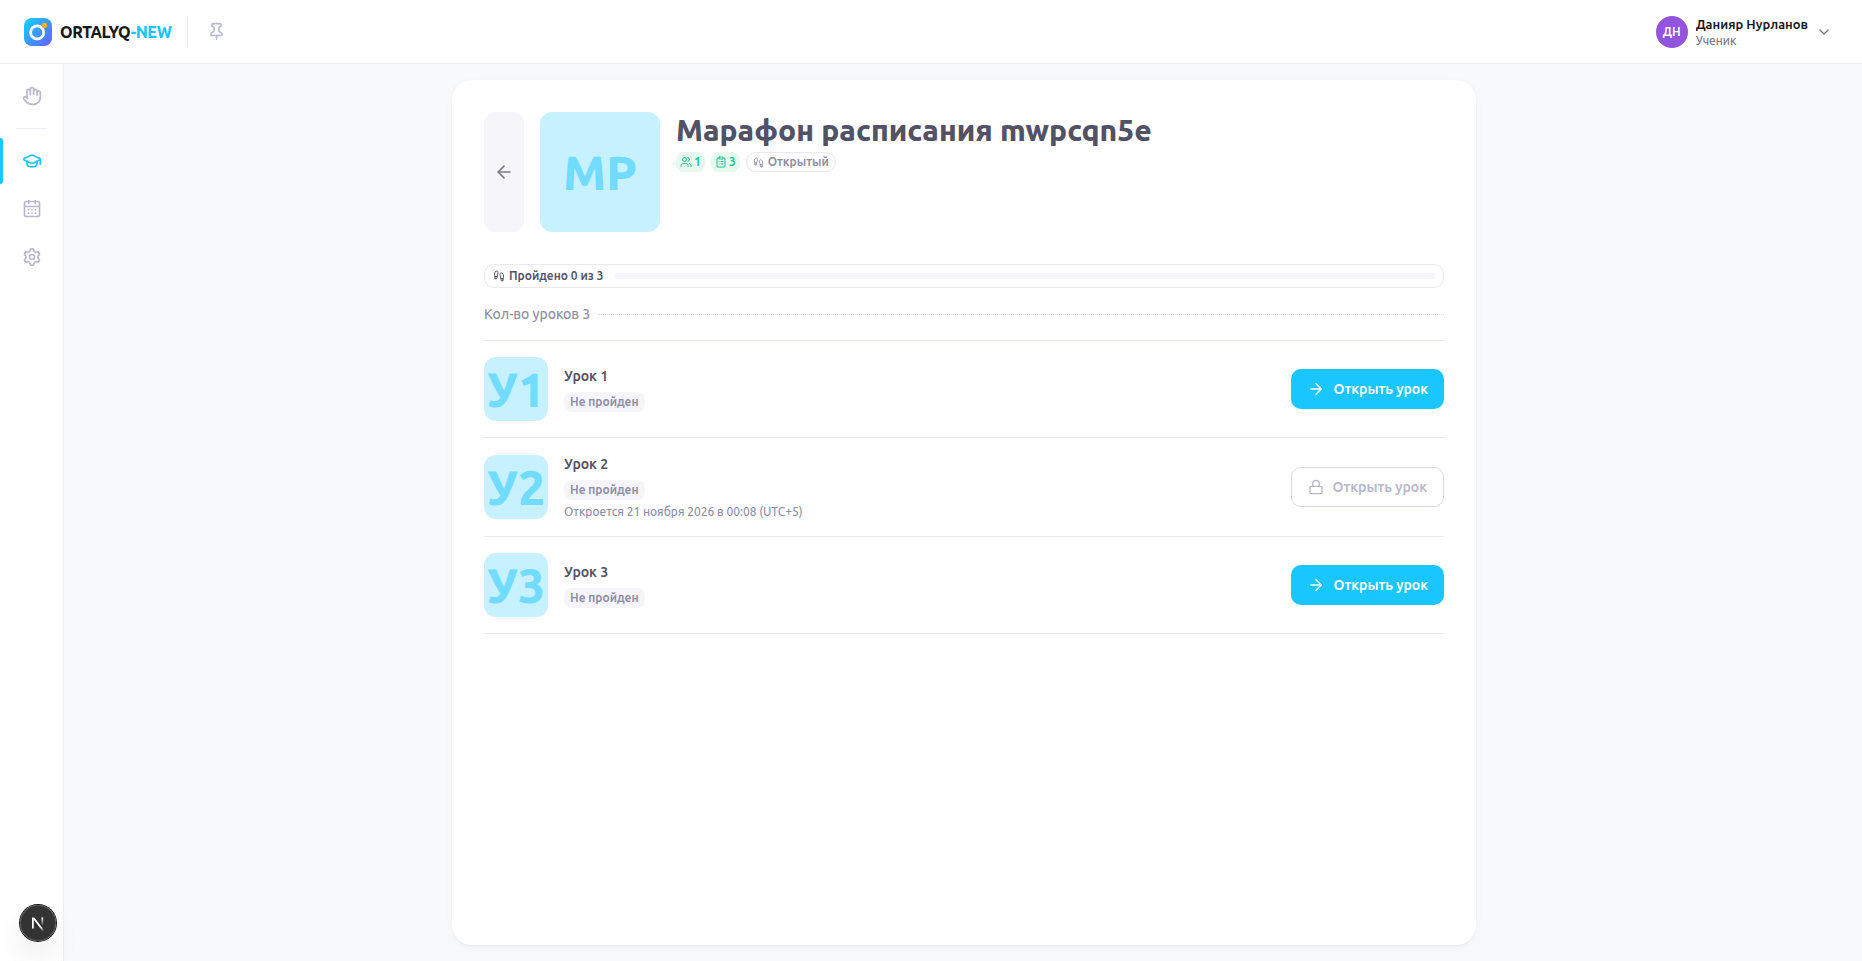 ORTALYQ-NEW
ДН
Данияр Нурланов
Ученик
МР
Марафон расписания mwpcqn5e
1
3
Открытый
Пройдено 0 из 3
Кол-во уроков 3
У1
Урок 1
Не пройден
Открыть урок
У2
Урок 2
Не пройден
Откроется 21 ноября 2026 в 00:08 (UTC+5)
Открыть урок
У3
Урок 3
Не пройден
Открыть урок
N